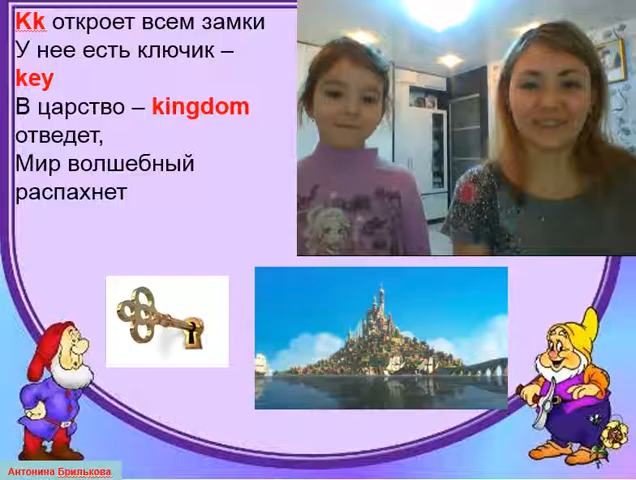 Kk откроет всем замки
У нее есть ключик –
key
В царство – kingdom
отведет,
Мир волшебный
распахнет
Антонина Брилькова